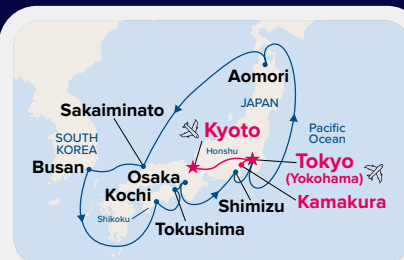 Aomori
JAPAN
Sakaiminato
Kyoto
Pacific
Ocean
SOUTH
KOREA
Honshu
Tokyo
(Yokohama)
Busan
Osaka
Kochi
Kamakura
Shimizu
Shikoku
Tokushima